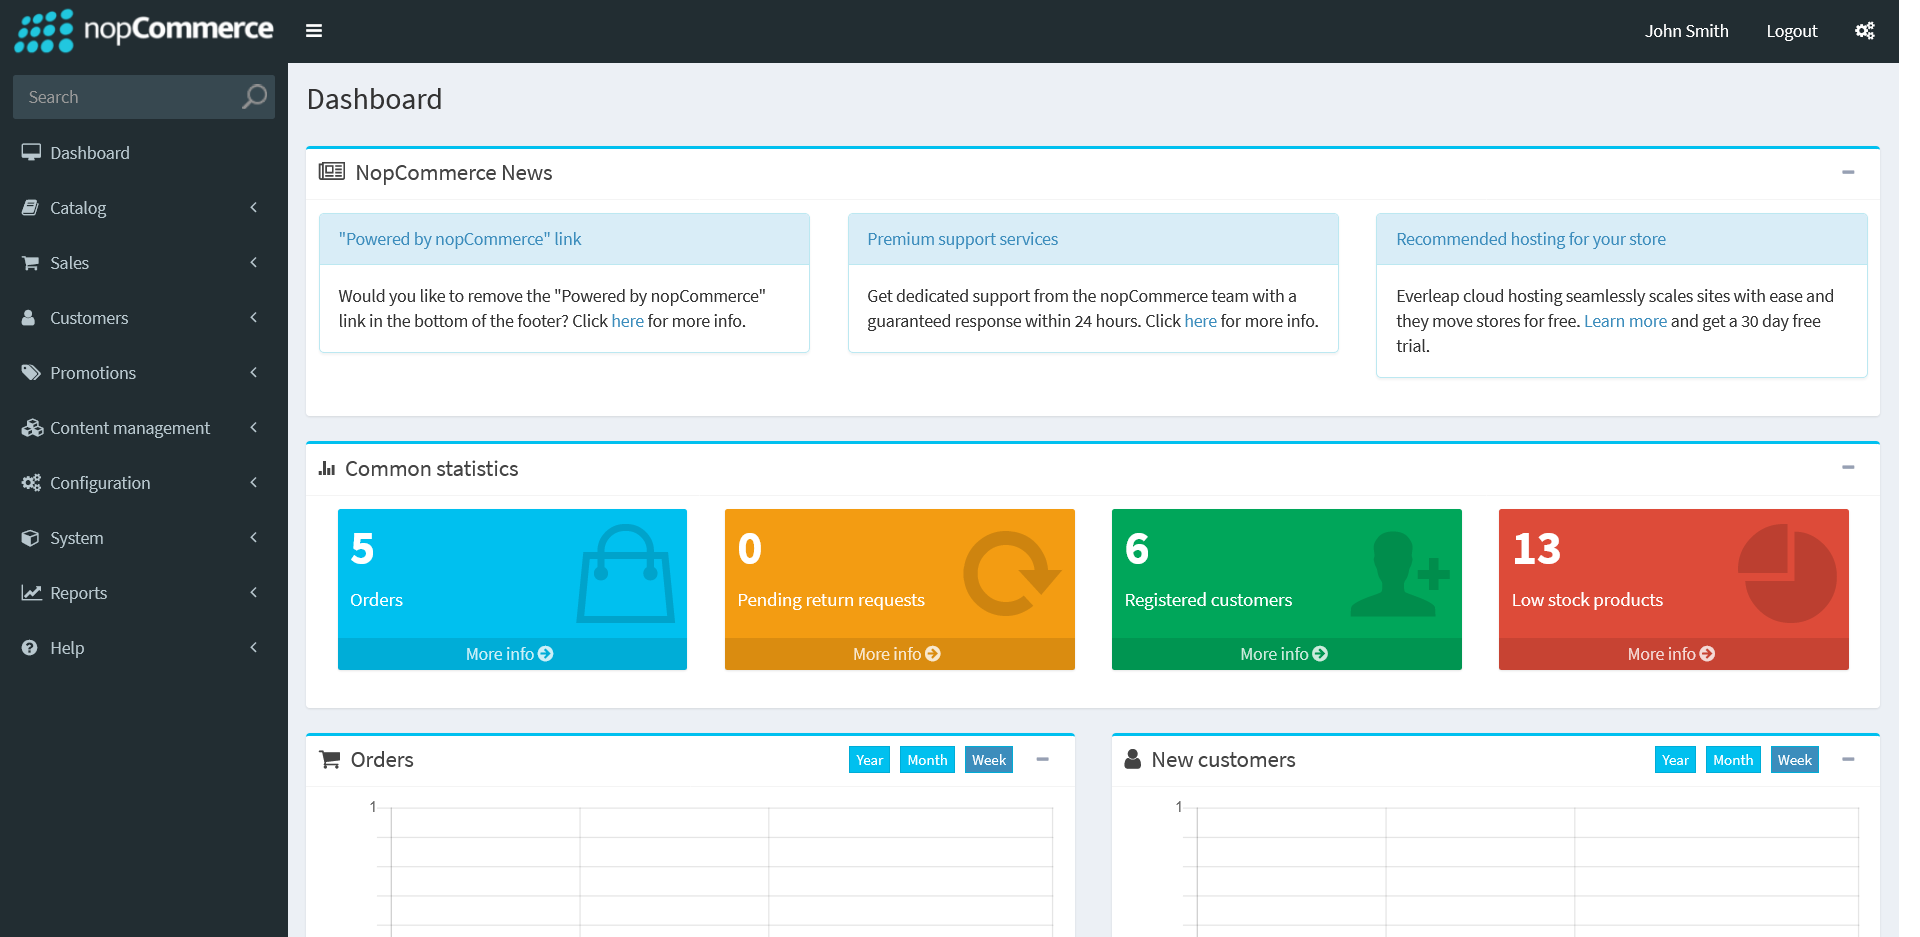 nopCommerce
John Smith
Logout
Search
Dashboard
Catalog
Sales
Customers
Promotions
Content management
Configuration
System
Reports
Help
Dashboard
NopCommerce News
"Powered by nopCommerce" link
Would you like to remove the "Powered by nopCommerce"
link in the bottom of the footer? Click here for more info.
Premium support services
Get dedicated support from the nopCommerce team with a
guaranteed response within 24 hours. Click here for more info.
Recommended hosting for your store
Everleap cloud hosting seamlessly scales sites with ease and
they move stores for free. Learn more and get a 30 day free
trial.
Common statistics
5
Orders
More info
0
Pending return requests
More info
6
Registered customers
More info
13
Low stock products
More info
Orders
Year
Month
Week
1
New customers
Year
Month
Week
1